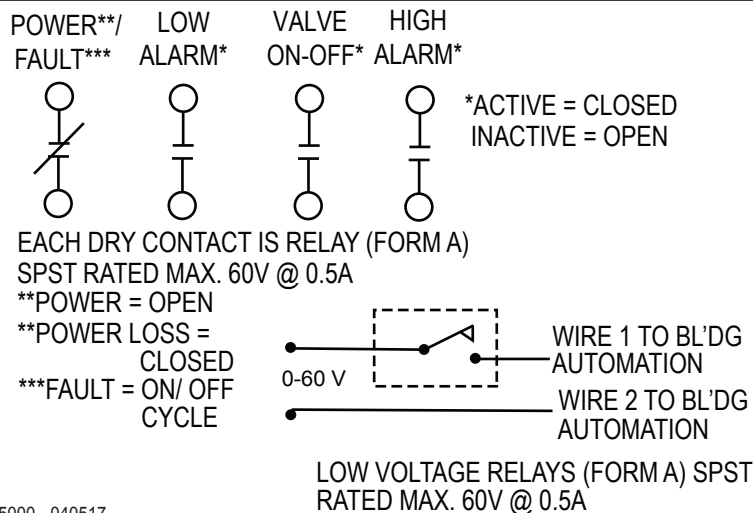 POWER**/
FAULT***
LOW
ALARM*
VALVE
ON-OFF*
HIGH
ALARM*
*ACTIVE = CLOSED
INACTIVE = OPEN
EACH DRY CONTACT IS RELAY (FORM A)
SPST RATED MAX. 60V @ 0.5A
**POWER = OPEN
**POWER LOSS =
CLOSED
***FAULT = ON/ OFF
CYCLE
0-60 V
WIRE 1 TO BL'DG
AUTOMATION
WIRE 2 TO BL'DG
AUTOMATION
LOW VOLTAGE RELAYS (FORM A) SPST
RATED MAX. 60V @ 0.5A